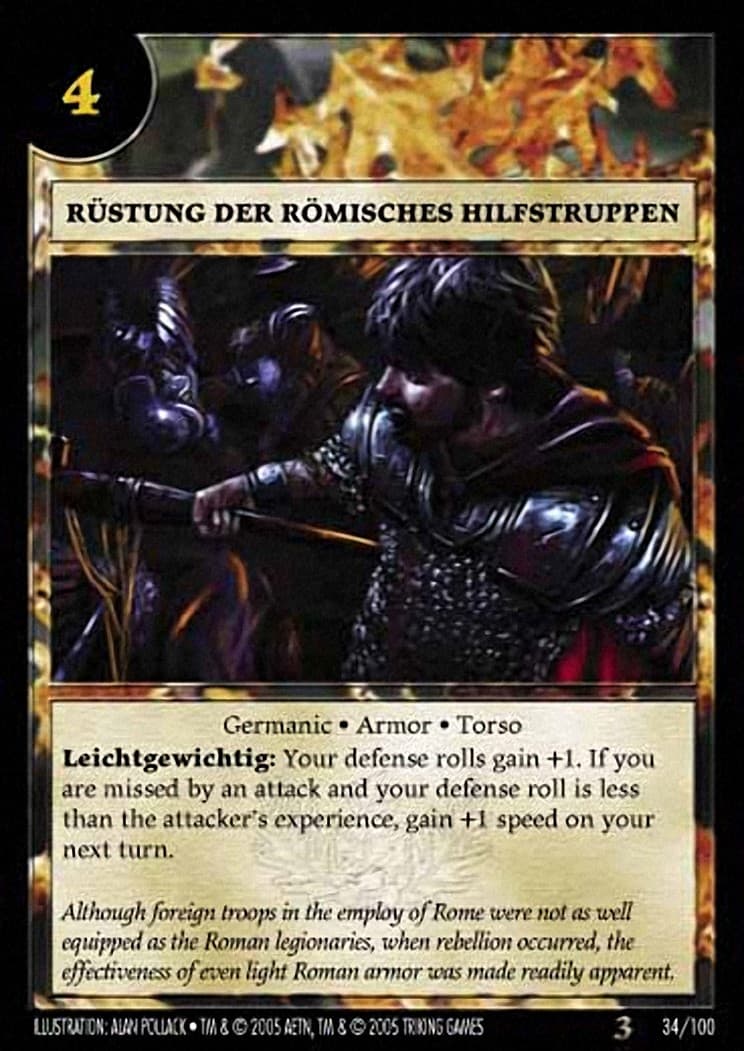 4
RÜSTUNG DER RÖMISCHES HILFSTRUPPEN
Germanic • Armor • Torso
Leichtgewichtig: Your defense rolls gain +1. If you
are missed by an attack and your defense roll is less
than the attacker's experience, gain +1 speed on your
next turn.
Although foreign troops in the employ of Rome were not as well
equipped as the Roman legionaries, when rebellion occurred, the
effectiveness of even light Roman armor was made readily apparent.
ILLUSTRATION: ALAN POLLACK • TM & © 2005 AETN, TM & © 2005 TRIKING GAMES
3 34/100